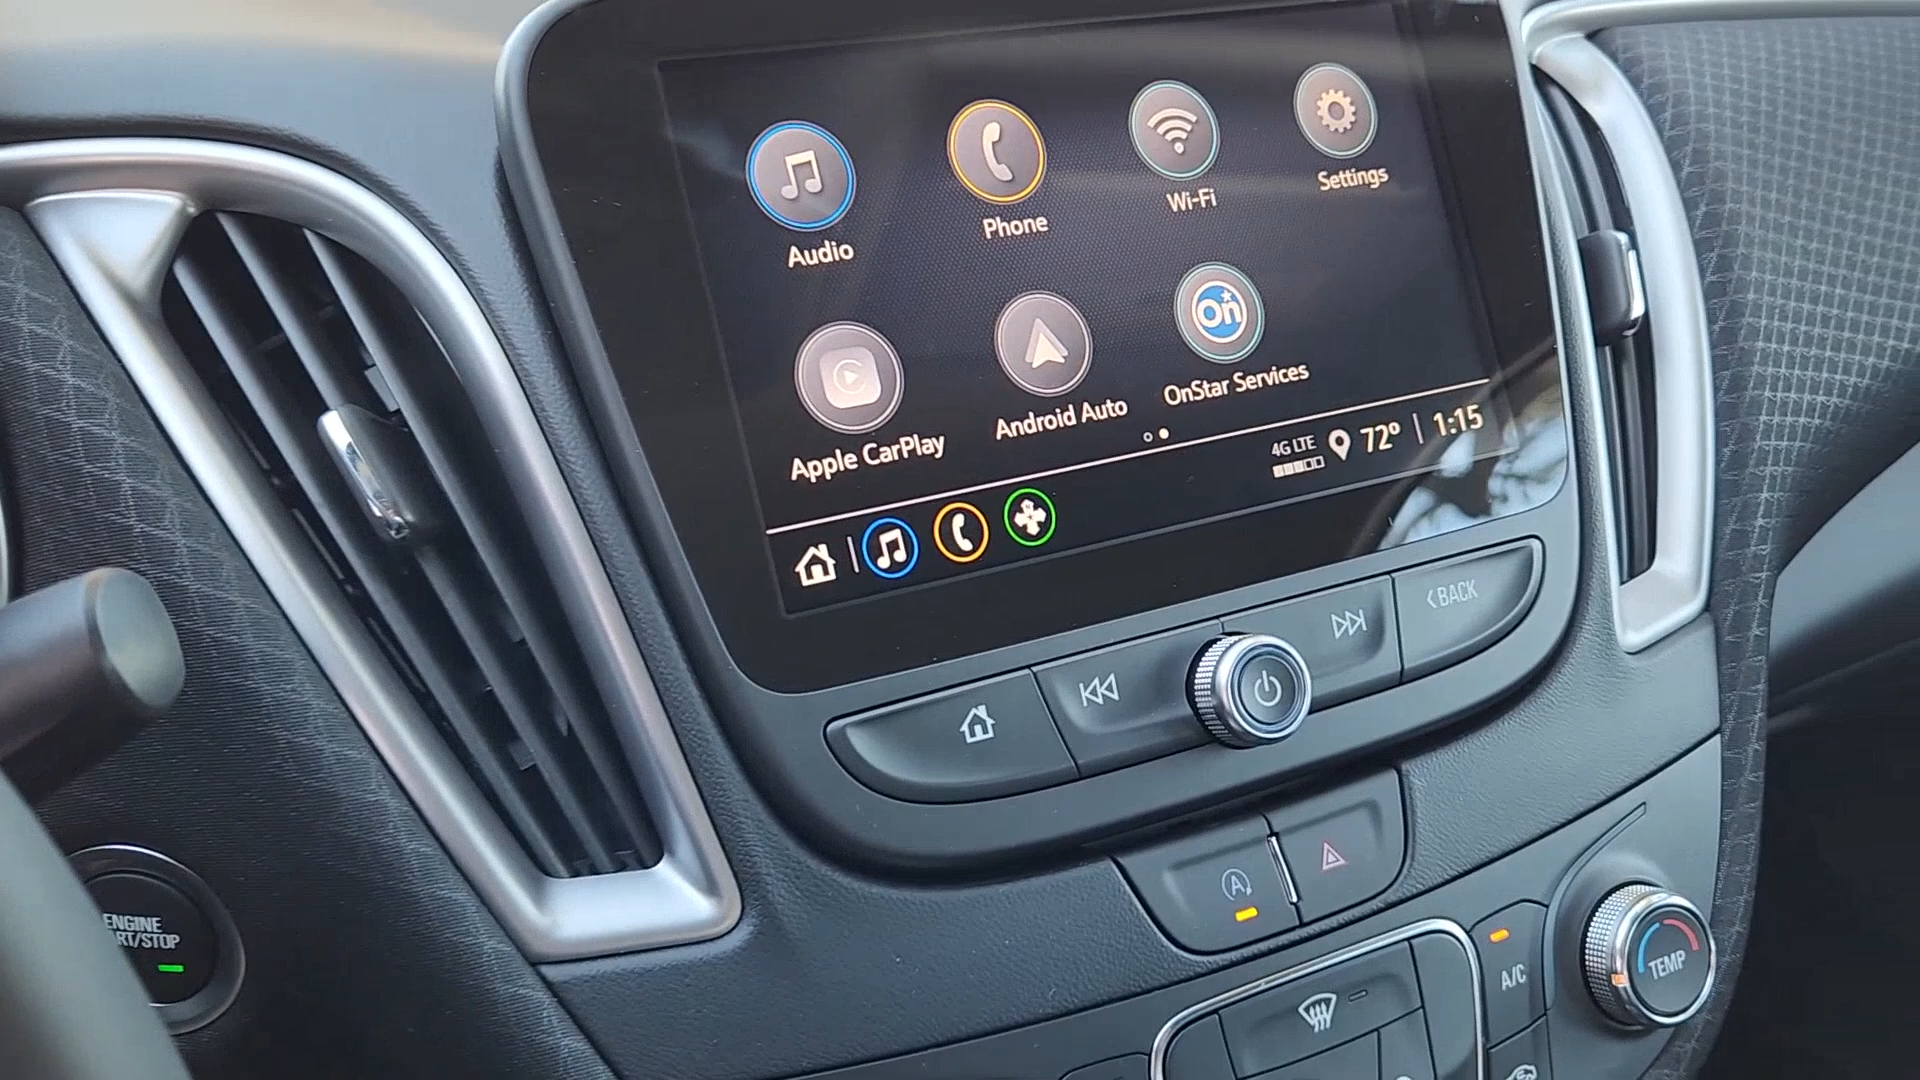 Audio
Phone
Wi-Fi
Settings
Apple CarPlay
Android Auto
On
OnStar Services
4G LTE
72° 1:15
BACK
A
ENGINE
RT/STOP
A/C
TEMP